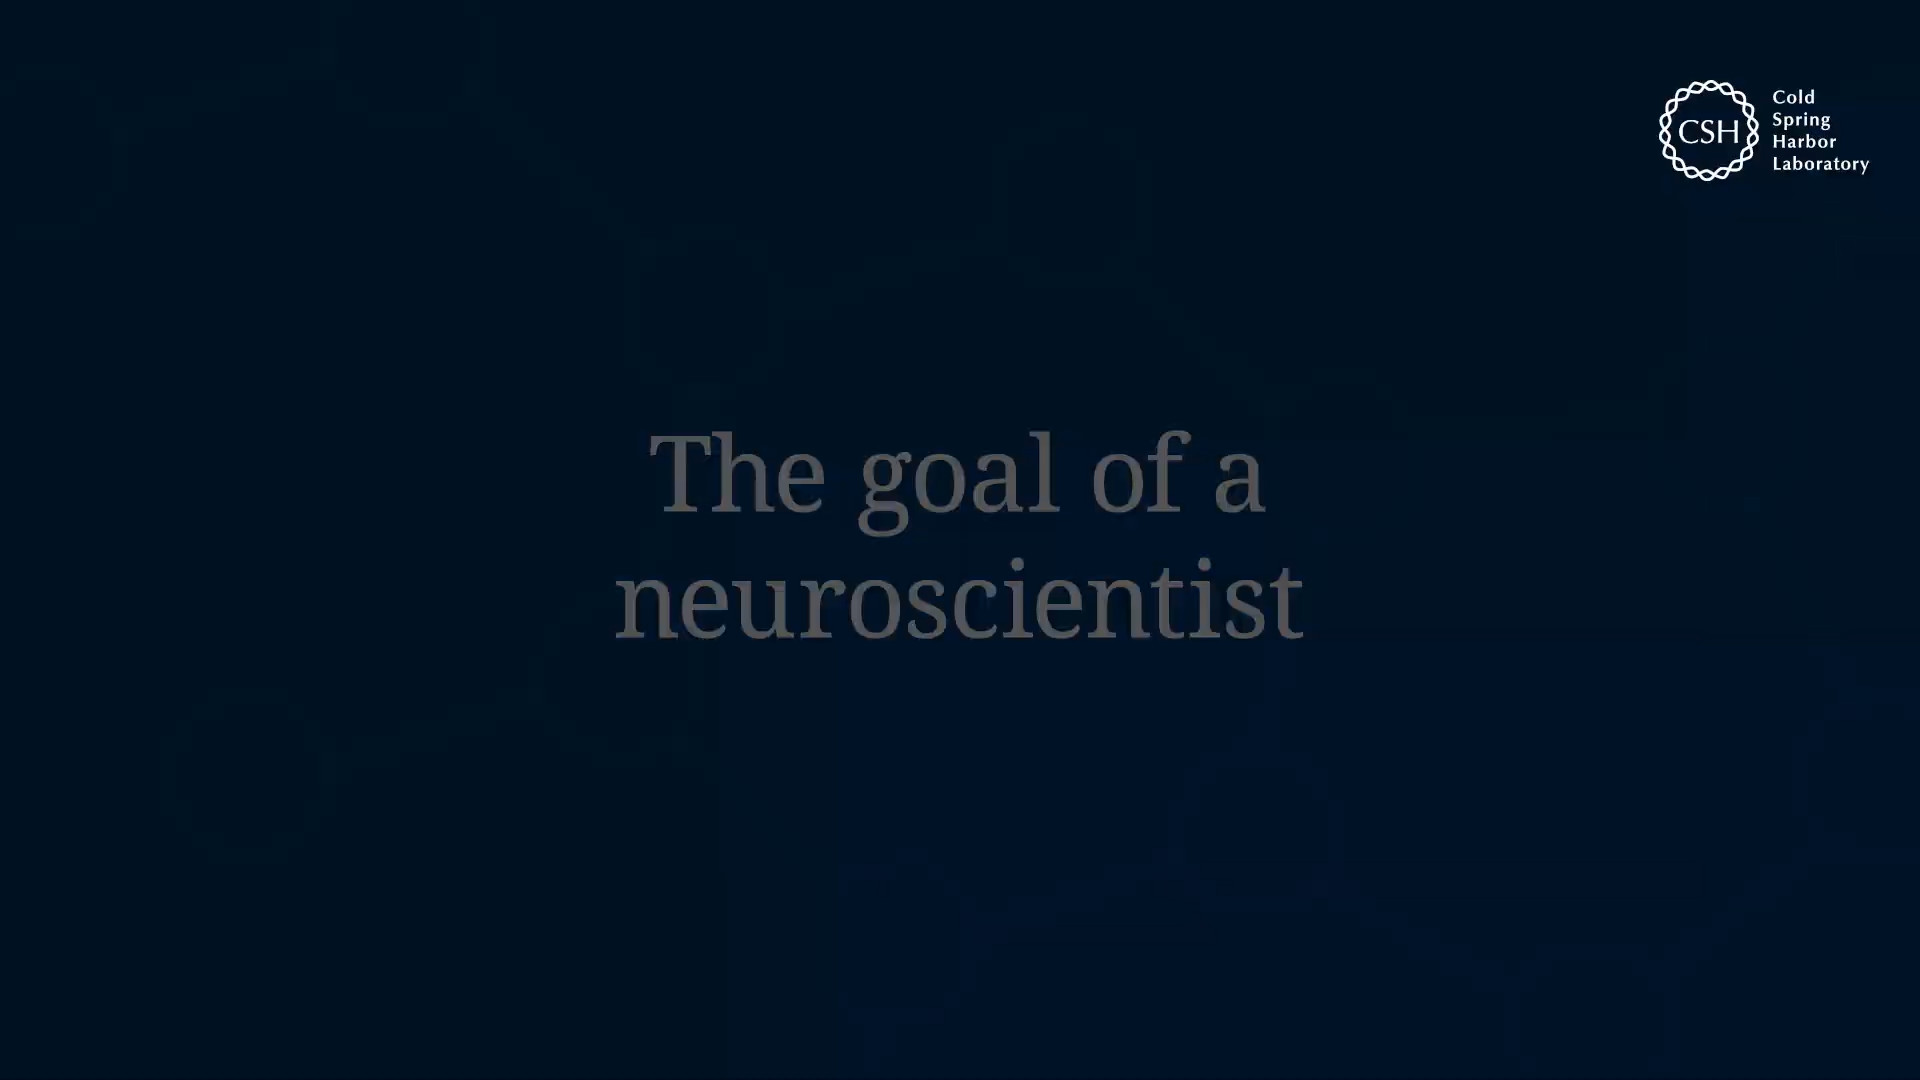 CSH
Cold
Spring
Harbor
Laboratory
The goal of a
neuroscientist